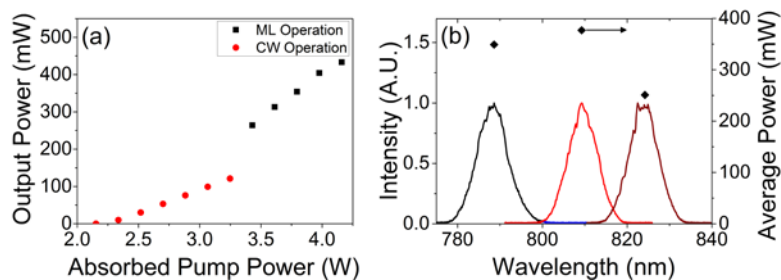 (a)
ML Operation
CW Operation
Output Power (mW)
500
400
300
200
100
0
2.0 2.5 3.0 3.5 4.0
Absorbed Pump Power (W)
(b)
Intensity (A.U.)
1.5
1.0
0.5
0.0
780 800 820 840
Wavelength (nm)
400
300
200
100
0
Average Power (mW)